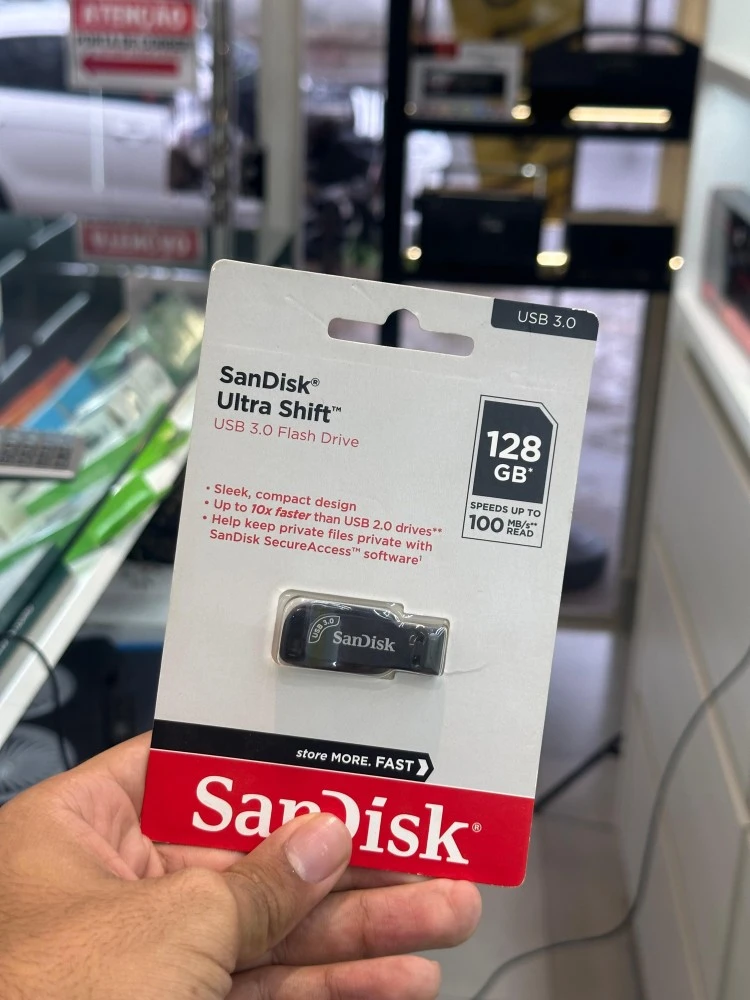 ATENÇÃO
USB 3.0
SanDisk®
Ultra Shift™
USB 3.0 Flash Drive
128
GB*
SPEEDS UP TO
100 MB/s**
READ
• Sleek, compact design
• Up to 10x faster than USB 2.0 drives**
• Help keep private files private with
SanDisk SecureAccess™ software¹
USB 3.0
SanDisk
store MORE. FAST
SanDisk®